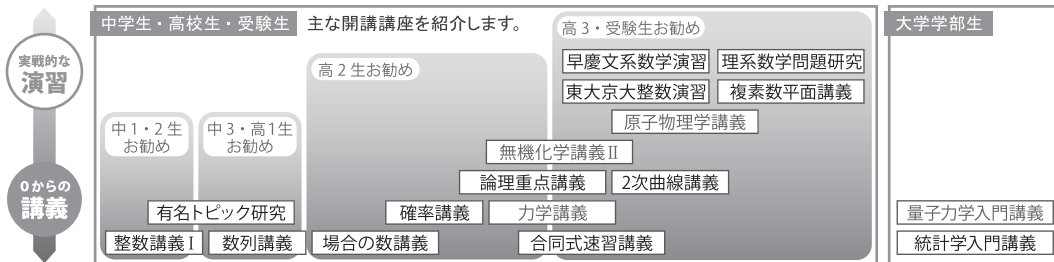 実戦的な
演習
0からの
講義
中学生・高校生・受験生 主な開講講座を紹介します。
高3・受験生お勧め
早慶文系数学演習 理系数学問題研究
東大京大整数演習 複素数平面講義
原子物理学講義
高2生お勧め
無機化学講義Ⅱ
論理重点講義 2次曲線講義
中1・2生
お勧め
中3・高1生
お勧め
有名トピック研究 確率講義 力学講義
整数講義Ⅰ 数列講義 場合の数講義 合同式速習講義
大学学部生
量子力学入門講義
統計学入門講義